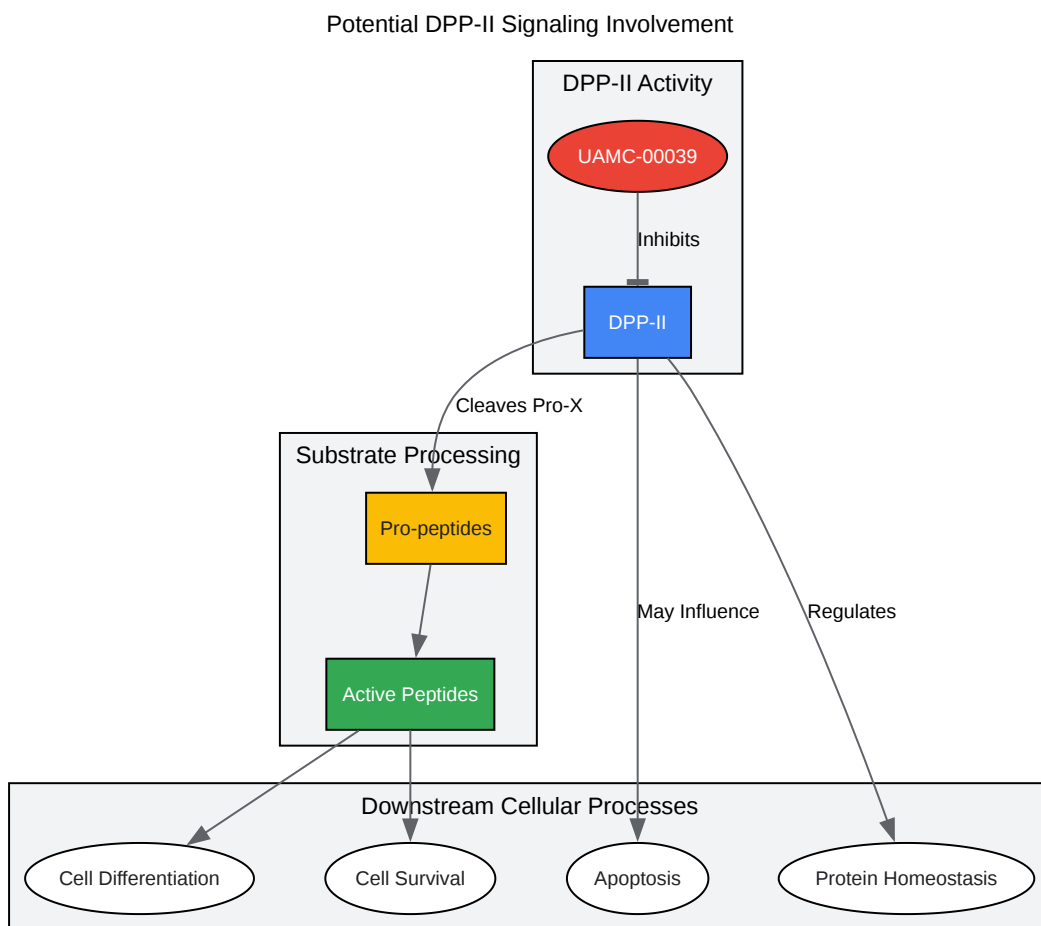 Potential DPP-II Signaling Involvement
DPP-II Activity
UAMC-00039
Inhibits
DPP-II
Cleaves Pro-X
Substrate Processing
Pro-peptides
May Influence
Regulates
Active Peptides
Downstream Cellular Processes
Cell Differentiation
Cell Survival
Apoptosis
Protein Homeostasis